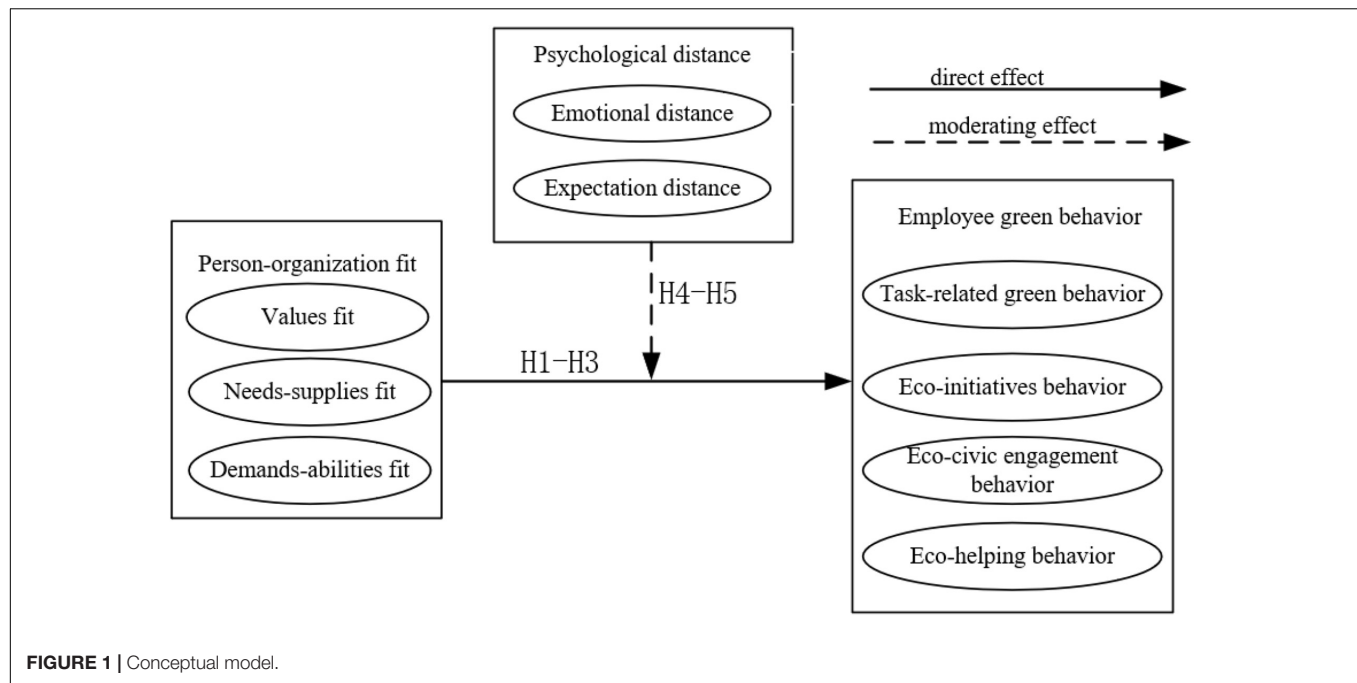 Psychological distance
Emotional distance
Expectation distance
direct effect
moderating effect
Person-organization fit
Values fit
Needs-supplies fit
Demands-abilities fit
H4-H5
H1-H3
Employee green behavior
Task-related green behavior
Eco-initiatives behavior
Eco-civic engagement
behavior
Eco-helping behavior
FIGURE 1 | Conceptual model.